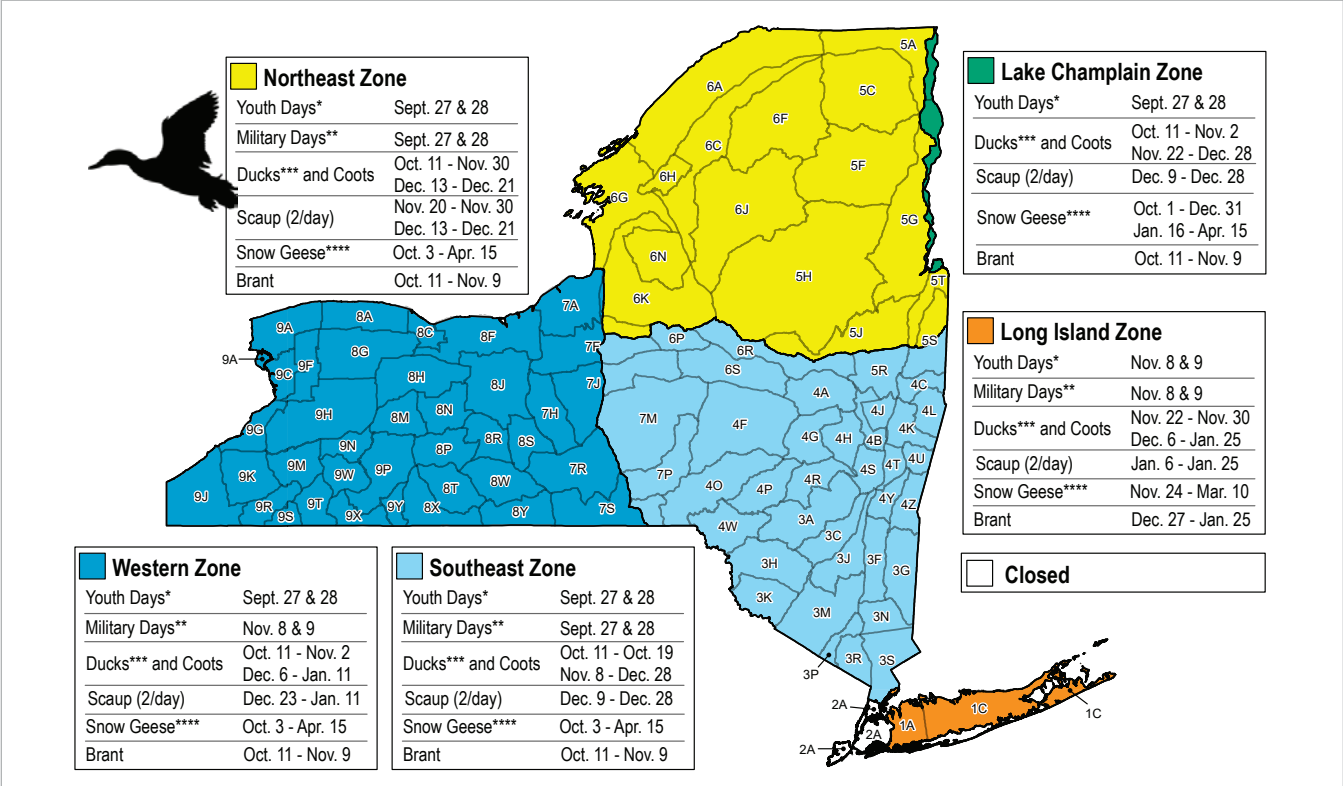 Northeast Zone
Youth Days* Sept. 27 & 28
Military Days** Sept. 27 & 28
Ducks*** and Coots Oct. 11 - Nov. 30
Dec. 13 - Dec. 21
Scaup (2/day) Nov. 20 - Nov. 30
Dec. 13 - Dec. 21
Snow Geese**** Oct. 3 - Apr. 15
Brant Oct. 11 - Nov. 9
Lake Champlain Zone
Youth Days* Sept. 27 & 28
Ducks*** and Coots Oct. 11 - Nov. 2
Nov. 22 - Dec. 28
Scaup (2/day) Dec. 9 - Dec. 28
Snow Geese**** Oct. 1 - Dec. 31
Jan. 16 - Apr. 15
Brant Oct. 11 - Nov. 9
Long Island Zone
Youth Days* Nov. 8 & 9
Military Days** Nov. 8 & 9
Ducks*** and Coots Nov. 22 - Nov. 30
Dec. 6 - Jan. 25
Scaup (2/day) Jan. 6 - Jan. 25
Snow Geese**** Nov. 24 - Mar. 10
Brant Dec. 27 - Jan. 25
Closed
Western Zone
Youth Days* Sept. 27 & 28
Military Days** Nov. 8 & 9
Ducks*** and Coots Oct. 11 - Nov. 2
Dec. 6 - Jan. 11
Scaup (2/day) Dec. 23 - Jan. 11
Snow Geese**** Oct. 3 - Apr. 15
Brant Oct. 11 - Nov. 9
Southeast Zone
Youth Days* Sept. 27 & 28
Military Days** Sept. 27 & 28
Ducks*** and Coots Oct. 11 - Oct. 19
Nov. 8 - Dec. 28
Scaup (2/day) Dec. 9 - Dec. 28
Snow Geese**** Oct. 3 - Apr. 15
Brant Oct. 11 - Nov. 9
5A
6A
5C
6F
6C
5F
6H
6G
6J
5G
6N
5H
5T
6K
5J
5S
7A
9A
8A
8C
8F
7F
9A
8G
9F
9C
8H
8J
7J
9H
8M
8N
7H
9G
9N
8P
8R
8S
9M
9K
9W
9P
7R
8T
8W
9J
9R
9S
9T
9X
9Y
8X
8Y
7S
6P
6R
6S
5R
4C
4A
7M
4F
4J
4L
4K
4G
4H
4B
4U
4T
4S
7P
4O
4P
4R
4Y
4Z
4W
3A
3C
3H
3J
3F
3G
3K
3M
3N
3P
3R
3S
2A
2A
2A
1A
1C
1C